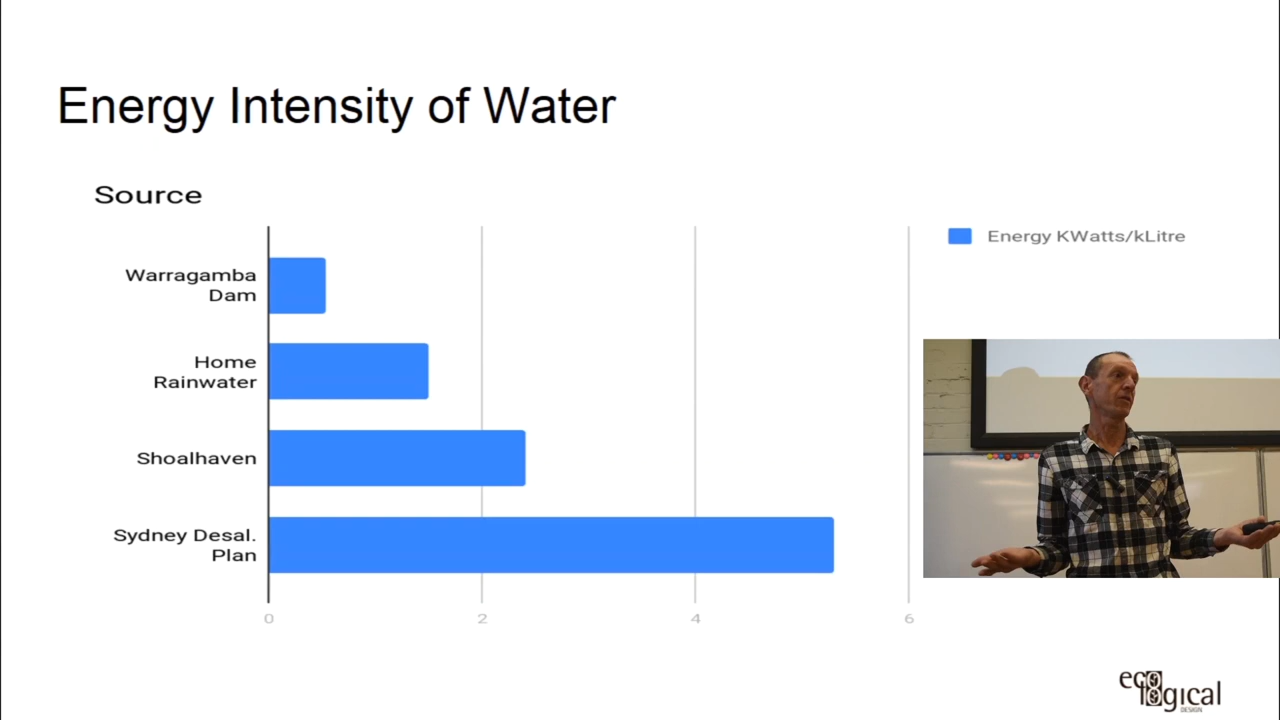 Energy Intensity of Water
Source
Energy KWatts/kLitre
Warragamba
Dam
Home
Rainwater
Shoalhaven
Sydney Desal.
Plan
0
2
4
6
ecological
DESIGN